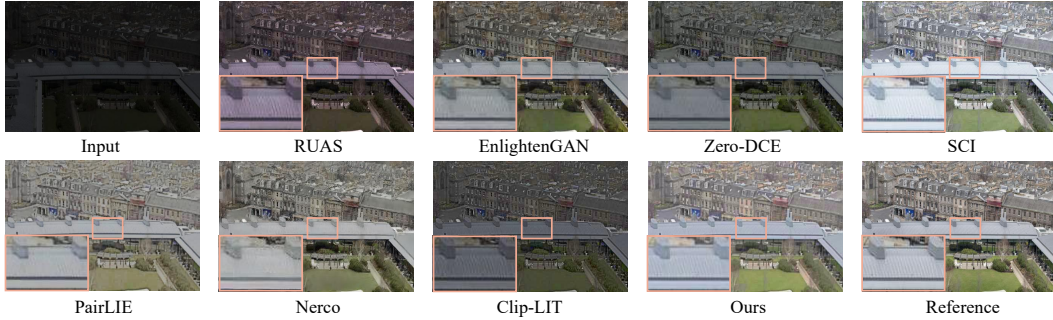 Input RUAS EnlightenGAN Zero-DCE SCI
PairLIE Nerco Clip-LIT Ours Reference